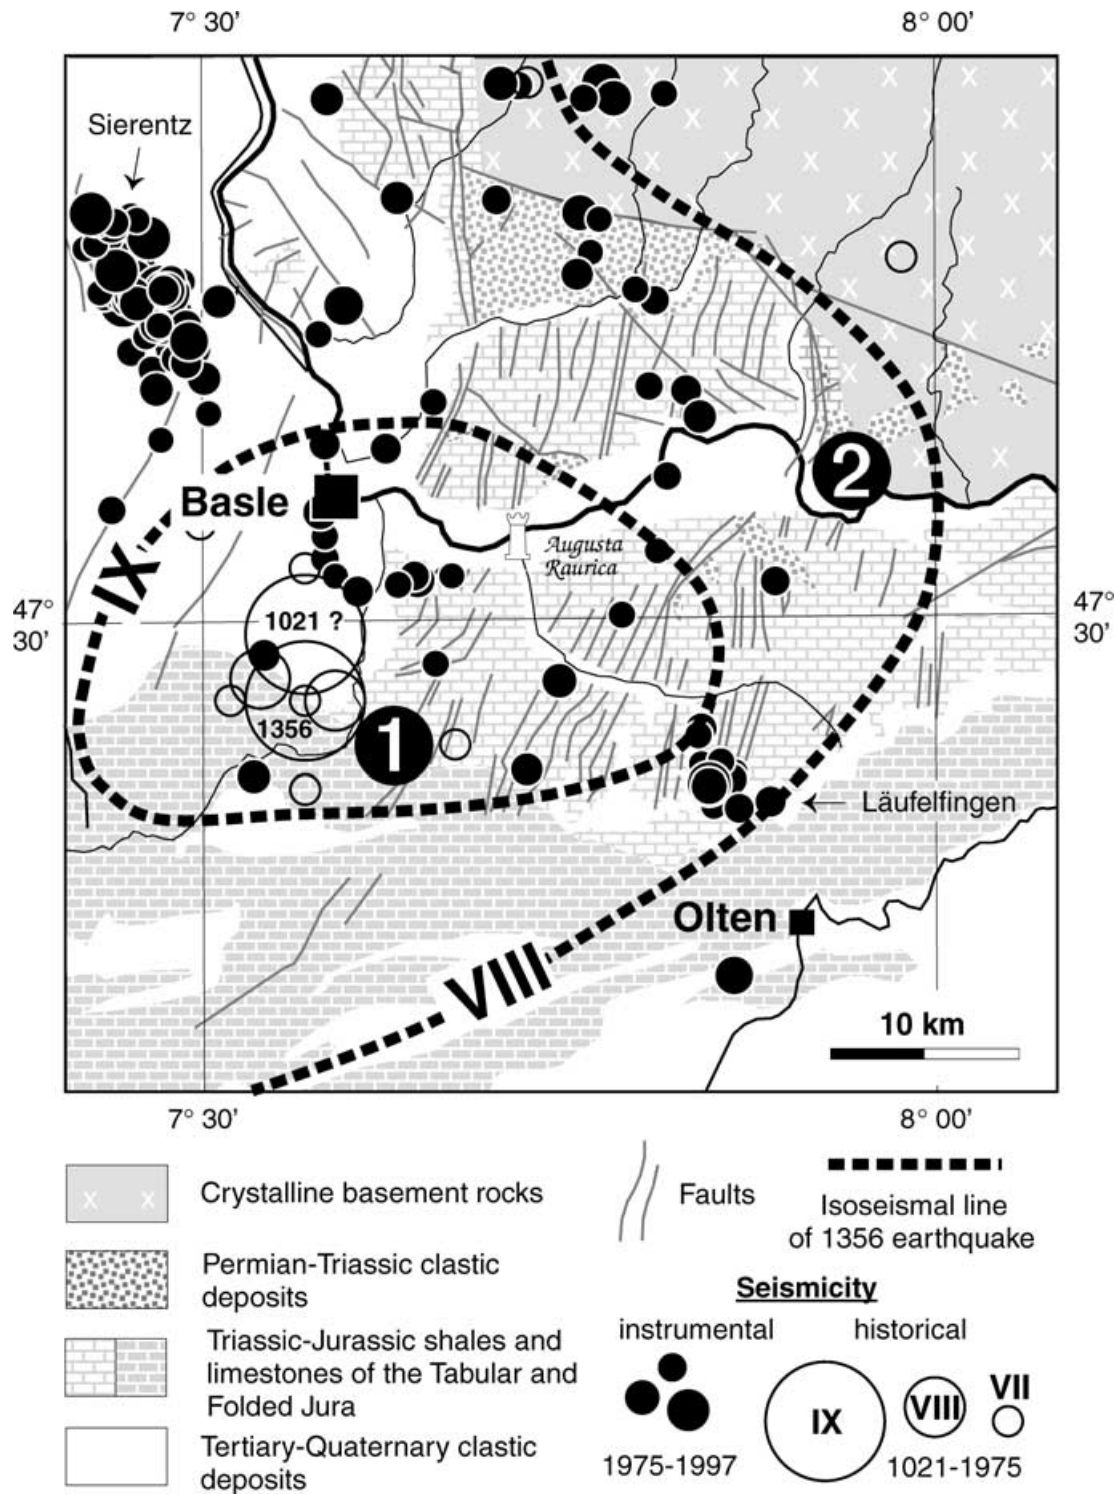 7° 30'
8° 00'
Sierentz
Basle
IX
2
Augusta
Raurica
47°
30'
47°
30'
1021 ?
1356
1
Läufelfingen
Olten
VIII
10 km
7° 30'
8° 00'
x x
Crystalline basement rocks
Permian-Triassic clastic
deposits
Triassic-Jurassic shales and
limestones of the Tabular and
Folded Jura
Tertiary-Quaternary clastic
deposits
Faults
Isoseismal line
of 1356 earthquake
Seismicity
instrumental
historical
IX
VIII
VII
1975-1997
1021-1975